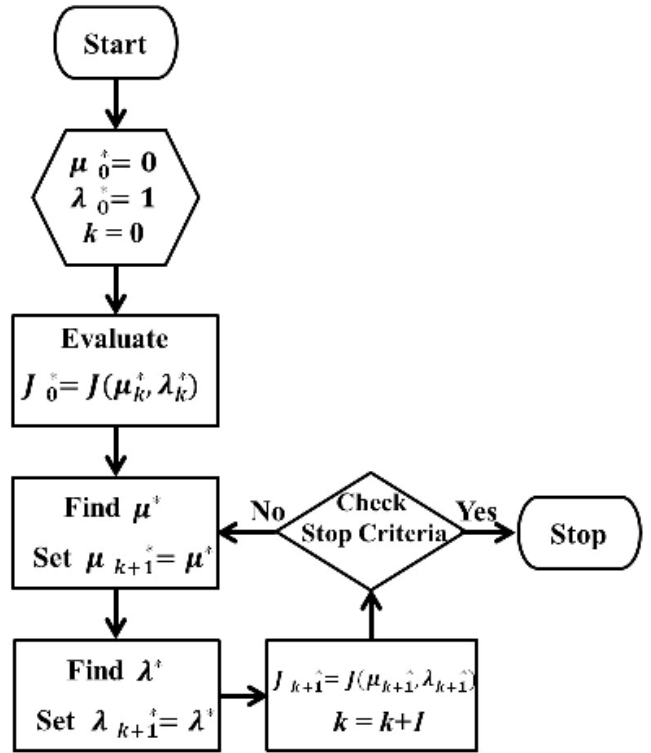 Start
μ*0 = 0
λ*0 = 1
k = 0
Evaluate
J*0 = J(μ*k, λ*k)
Find μ*
Set μ*k+1 = μ*
Find λ*
Set λ*k+1 = λ*
J*k+1 = J(μ*k+1, λ*k+1)
k = k+1
No
Check
Stop Criteria
Yes
Stop